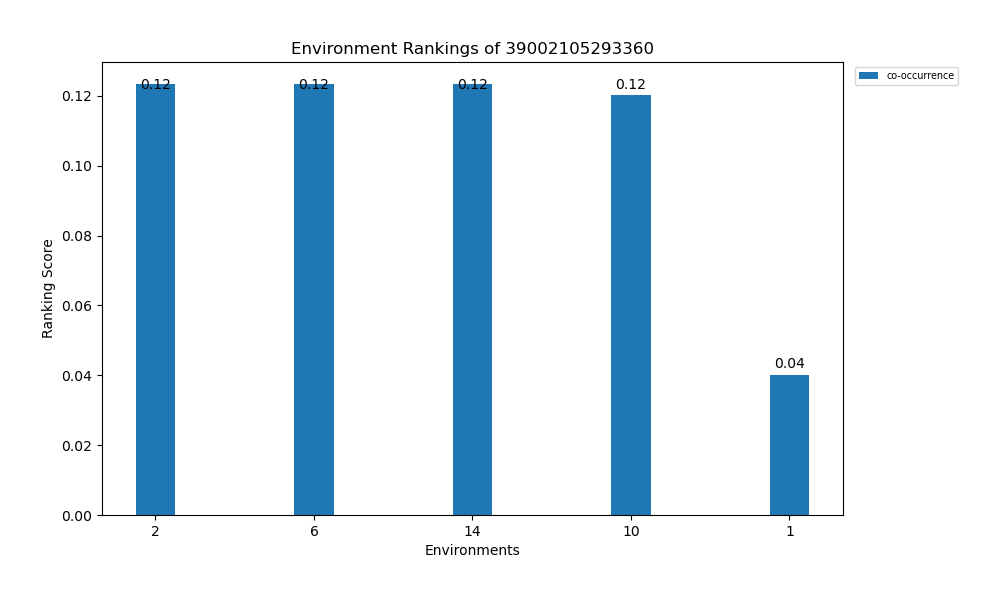 Environment Rankings of 39002105293360
co-occurrence
0.12 0.12 0.12 0.12 0.04
0.12
0.10
0.08
0.06
0.04
0.02
0.00
Ranking Score
2 6 14 10 1
Environments